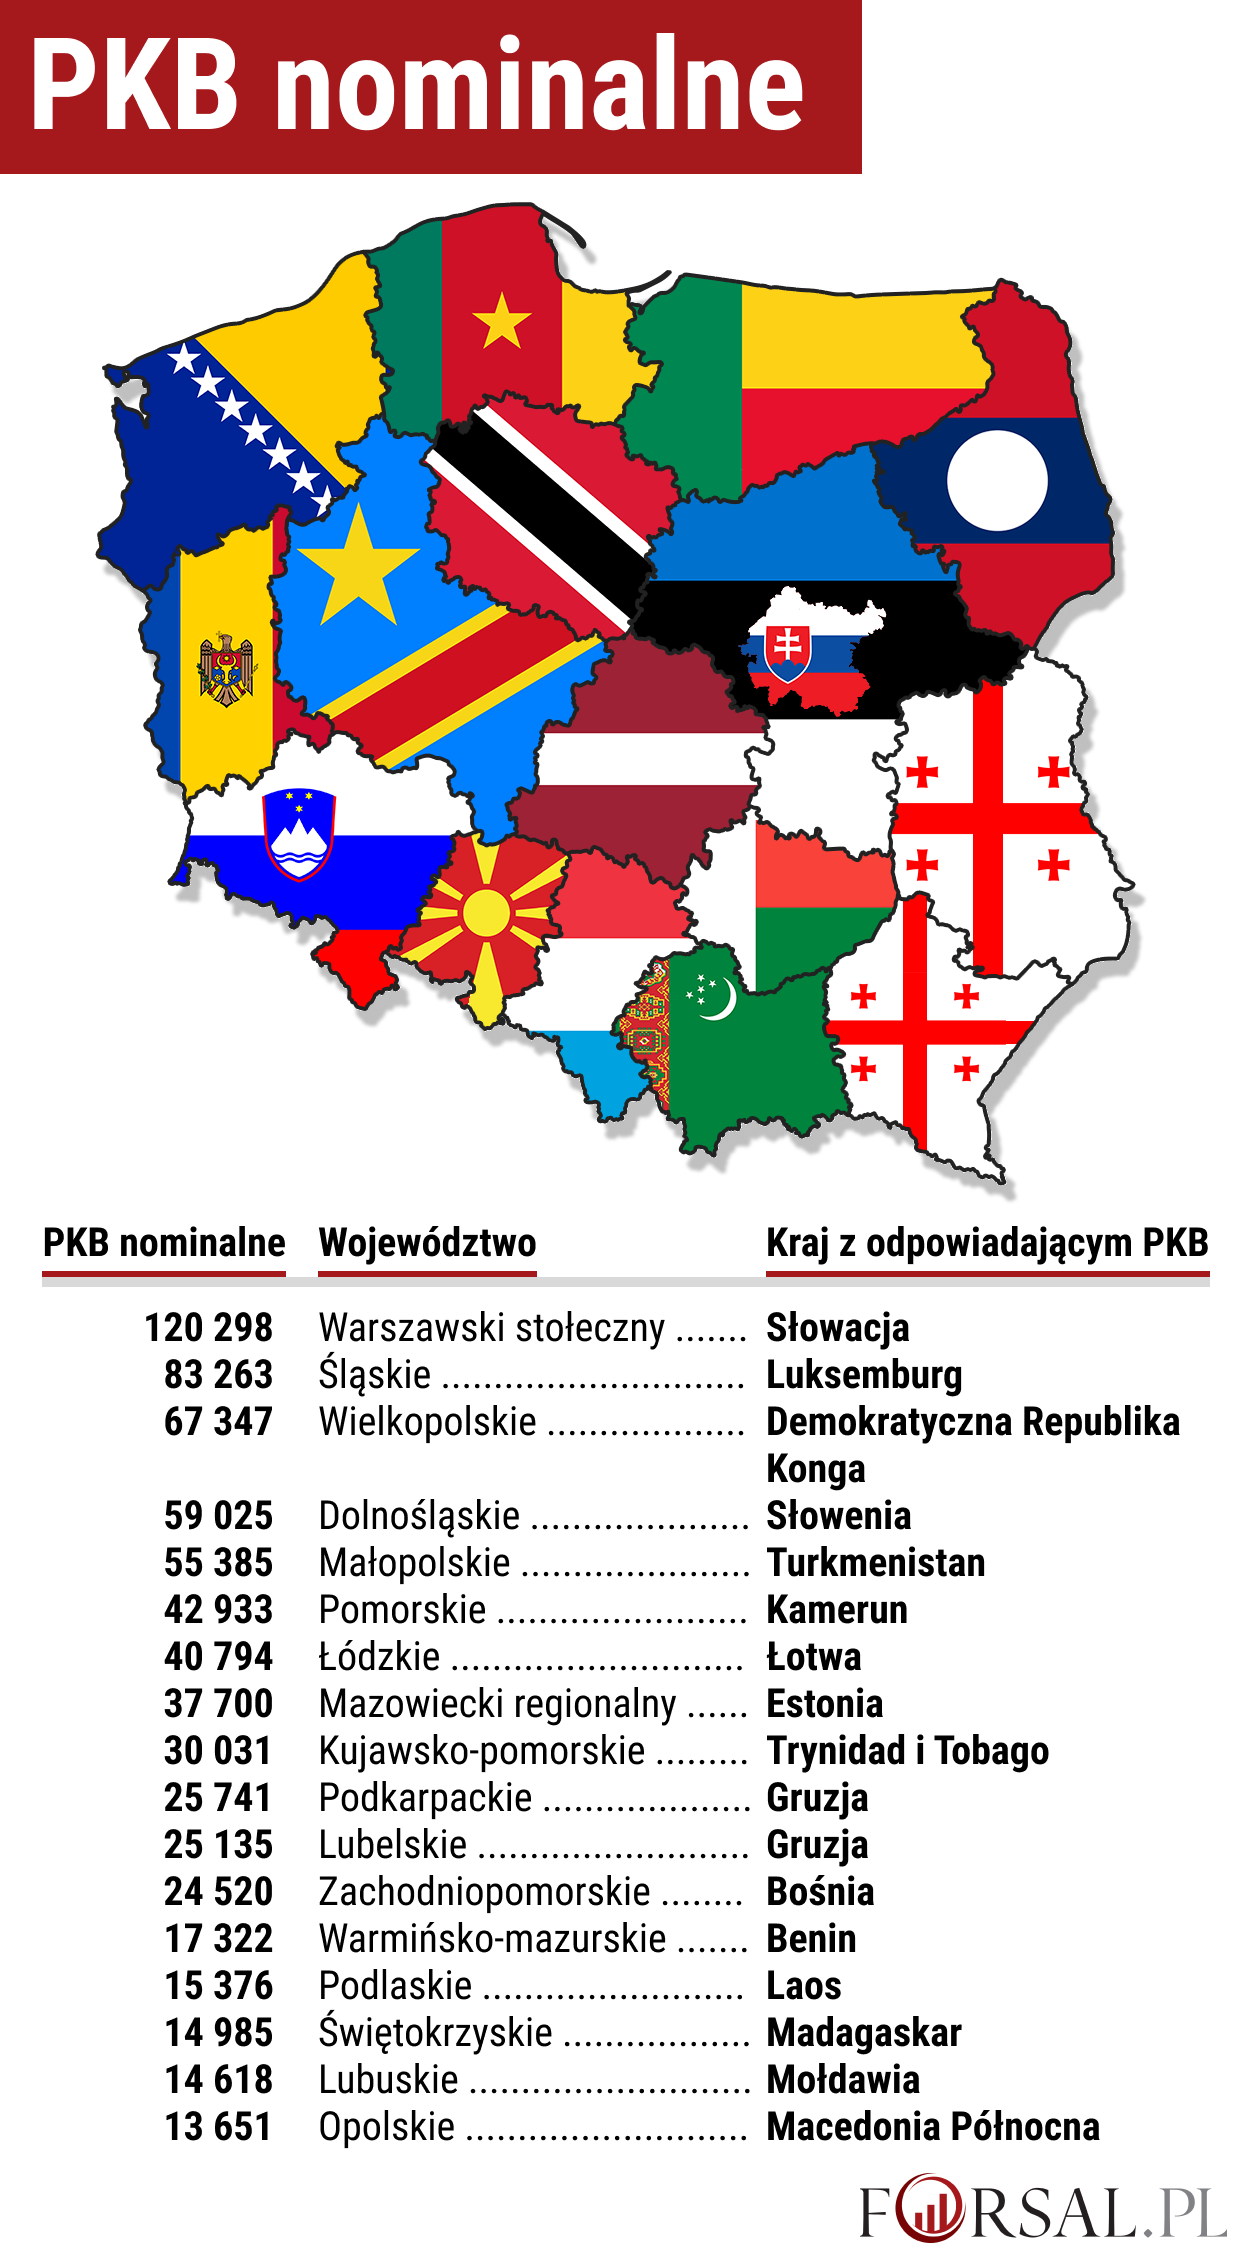 PKB nominalne
PKB nominalne Województwo Kraj z odpowiadającym PKB
120 298 Warszawski stołeczny ....... Słowacja
83 263 Śląskie ............................. Luksemburg
67 347 Wielkopolskie ................... Demokratyczna Republika
Konga
59 025 Dolnośląskie ..................... Słowenia
55 385 Małopolskie ...................... Turkmenistan
42 933 Pomorskie ........................ Kamerun
40 794 Łódzkie ............................ Łotwa
37 700 Mazowiecki regionalny ...... Estonia
30 031 Kujawsko-pomorskie ......... Trynidad i Tobago
25 741 Podkarpackie .................... Gruzja
25 135 Lubelskie .......................... Gruzja
24 520 Zachodniopomorskie ........ Bośnia
17 322 Warmińsko-mazurskie ....... Benin
15 376 Podlaskie ......................... Laos
14 985 Świętokrzyskie .................. Madagaskar
14 618 Lubuskie ........................... Mołdawia
13 651 Opolskie ........................... Macedonia Północna
FORSAL.PL